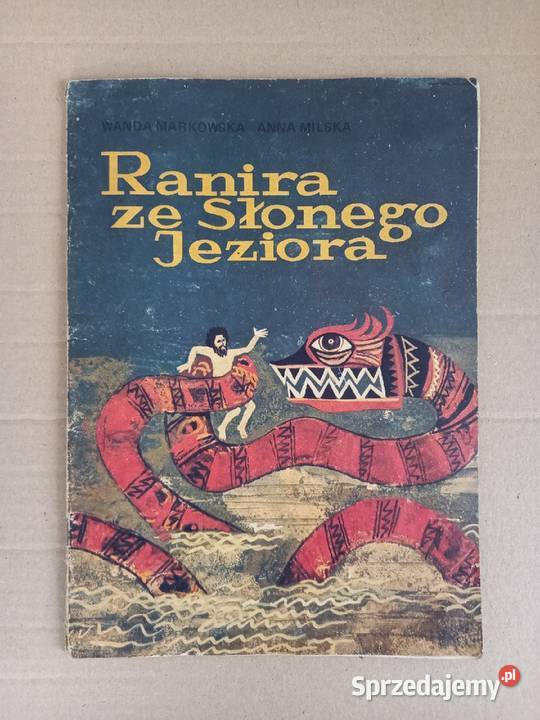 WANDA MARKOWSKA ANNA MILSKA
Ranira
ze Słonego
Jeziora
Sprzedajemy.pl